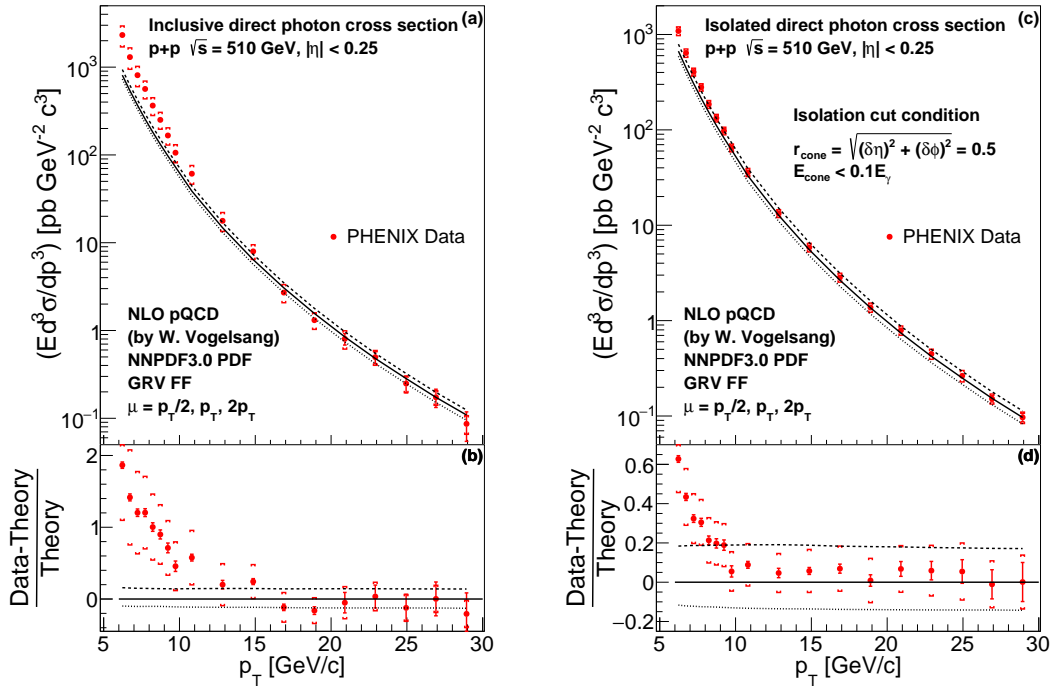 Inclusive direct photon cross section
(a)
p+p √s = 510 GeV, |η| < 0.25
(Ed³σ/dp³) [pb GeV⁻² c³]
10³
10²
10
1
10⁻¹
PHENIX Data
NLO pQCD
(by W. Vogelsang)
NNPDF3.0 PDF
GRV FF
μ = p_T/2, p_T, 2p_T
(b)
Data-Theory
Theory
2
1
0
5 10 15 20 25 30
p_T [GeV/c]
Isolated direct photon cross section
(c)
p+p √s = 510 GeV, |η| < 0.25
(Ed³σ/dp³) [pb GeV⁻² c³]
10³
10²
10
1
10⁻¹
Isolation cut condition
r_cone = √(δη)² + (δϕ)² = 0.5
E_cone < 0.1E_γ
PHENIX Data
NLO pQCD
(by W. Vogelsang)
NNPDF3.0 PDF
GRV FF
μ = p_T/2, p_T, 2p_T
(d)
Data-Theory
Theory
0.6
0.4
0.2
0
−0.2
5 10 15 20 25 30
p_T [GeV/c]